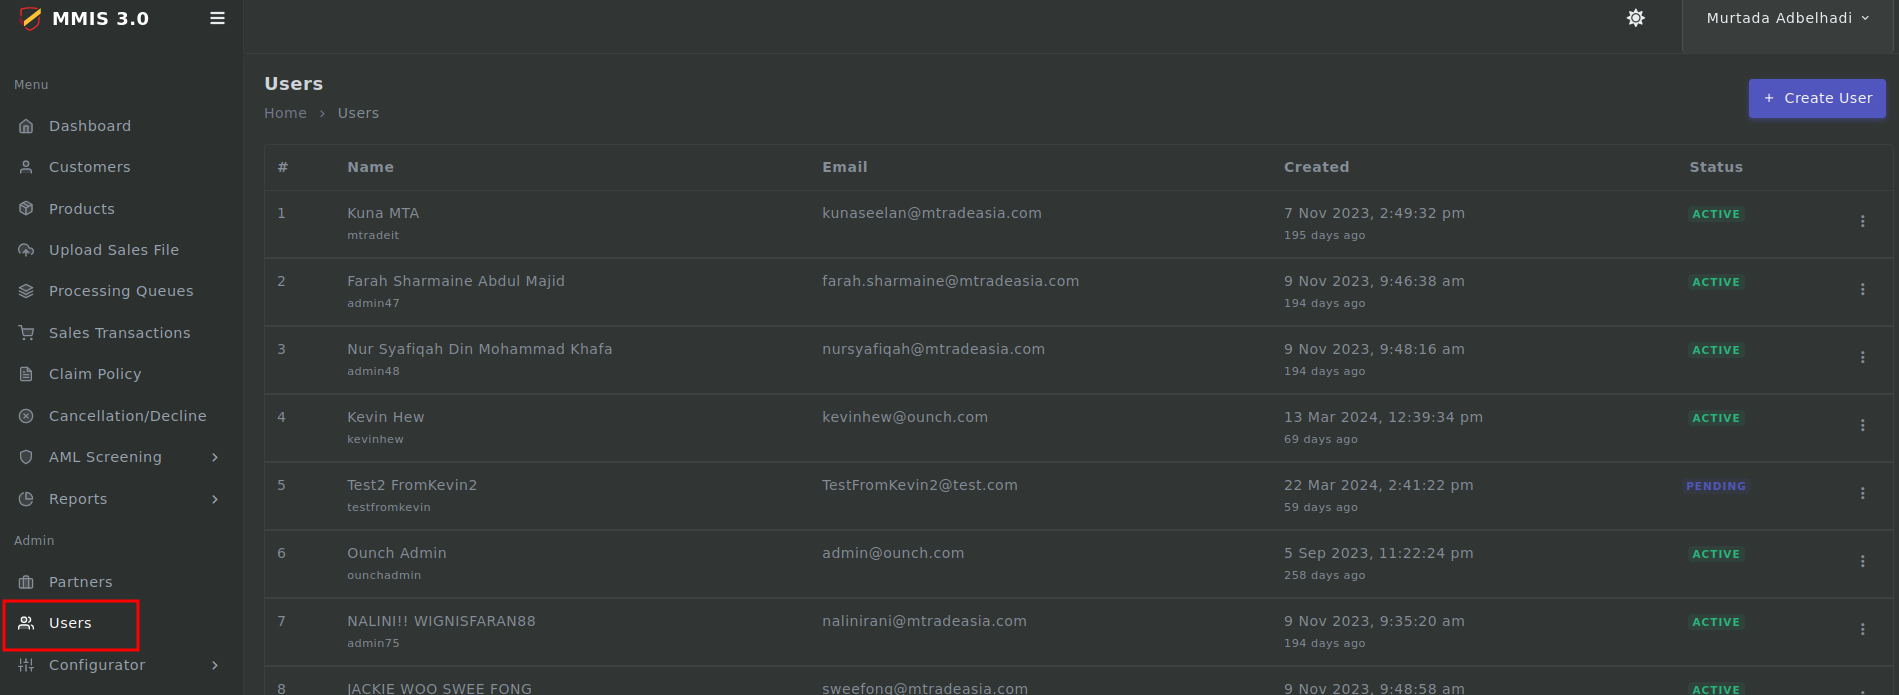 MMIS 3.0
Murtada Adbelhadi
Menu
Dashboard
Customers
Products
Upload Sales File
Processing Queues
Sales Transactions
Claim Policy
Cancellation/Decline
AML Screening
Reports
Admin
Partners
Users
Configurator
Users
Home > Users
+ Create User
# Name Email Created Status
1 Kuna MTA kunaseelan@mtradeasia.com 7 Nov 2023, 2:49:32 pm ACTIVE
mtradeit 195 days ago
2 Farah Sharmaine Abdul Majid farah.sharmaine@mtradeasia.com 9 Nov 2023, 9:46:38 am ACTIVE
admin47 194 days ago
3 Nur Syafiqah Din Mohammad Khafa nursyafiqah@mtradeasia.com 9 Nov 2023, 9:48:16 am ACTIVE
admin48 194 days ago
4 Kevin Hew kevinhew@ounch.com 13 Mar 2024, 12:39:34 pm ACTIVE
kevinhew 69 days ago
5 Test2 FromKevin2 TestFromKevin2@test.com 22 Mar 2024, 2:41:22 pm PENDING
testfromkevin 59 days ago
6 Ounch Admin admin@ounch.com 5 Sep 2023, 11:22:24 pm ACTIVE
ounchadmin 258 days ago
7 NALINI!! WIGNISFARAN88 nalinirani@mtradeasia.com 9 Nov 2023, 9:35:20 am ACTIVE
admin75 194 days ago
8 JACKIE WOO SWEE FONG sweefong@mtradeasia.com 9 Nov 2023, 9:48:58 am ACTIVE